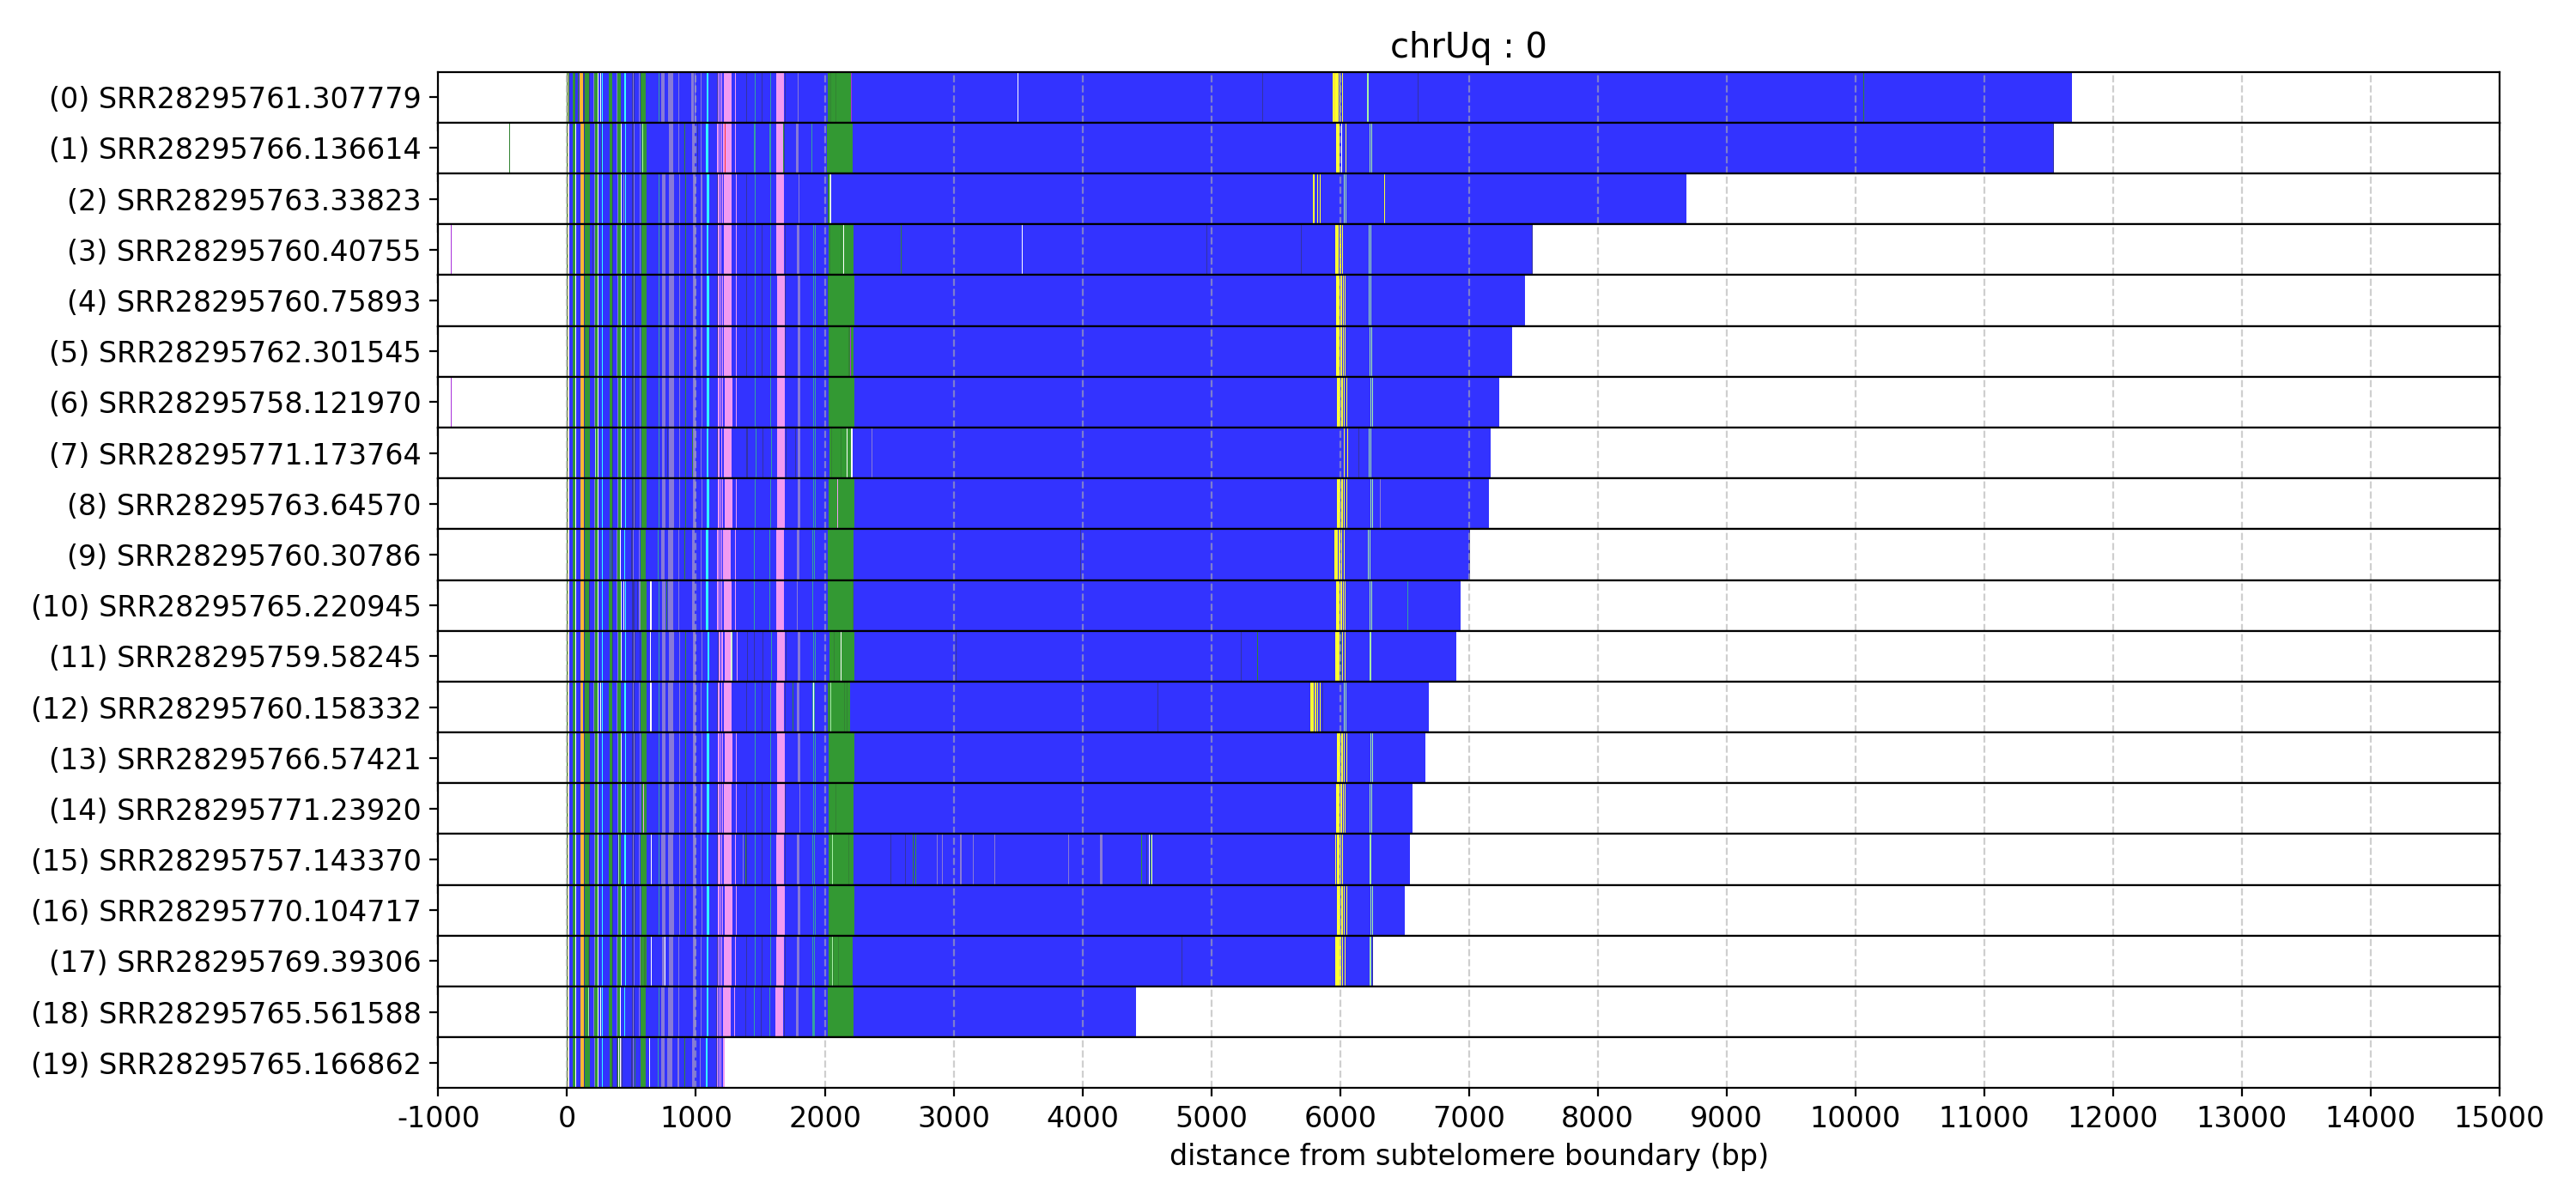 chrUq : 0
(0) SRR28295761.307779
(1) SRR28295766.136614
(2) SRR28295763.33823
(3) SRR28295760.40755
(4) SRR28295760.75893
(5) SRR28295762.301545
(6) SRR28295758.121970
(7) SRR28295771.173764
(8) SRR28295763.64570
(9) SRR28295760.30786
(10) SRR28295765.220945
(11) SRR28295759.58245
(12) SRR28295760.158332
(13) SRR28295766.57421
(14) SRR28295771.23920
(15) SRR28295757.143370
(16) SRR28295770.104717
(17) SRR28295769.39306
(18) SRR28295765.561588
(19) SRR28295765.166862
-1000 0 1000 2000 3000 4000 5000 6000 7000 8000 9000 10000 11000 12000 13000 14000 15000
distance from subtelomere boundary (bp)